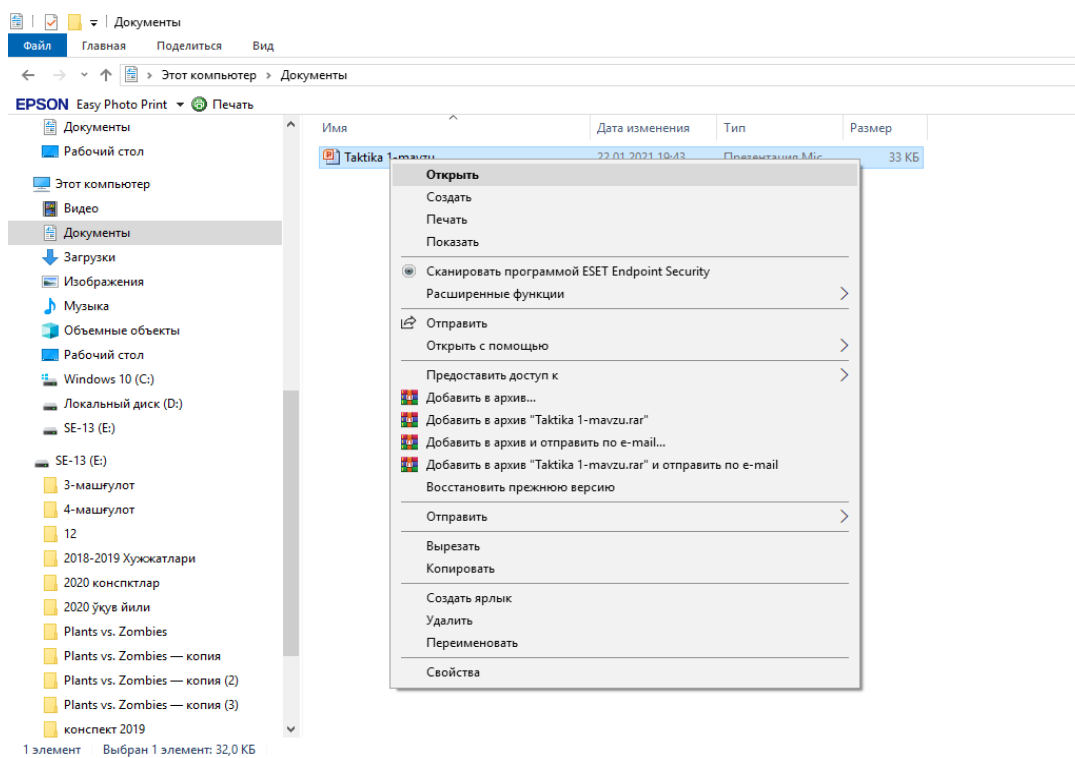 Документы
Файл Главная Поделиться Вид
Этот компьютер › Документы
EPSON Easy Photo Print Печать
Документы
Рабочий стол
Этот компьютер
Видео
Документы
Загрузки
Изображения
Музыка
Объемные объекты
Рабочий стол
Windows 10 (C:)
Локальный диск (D:)
SE-13 (E:)
SE-13 (E:)
3-машғулот
4-машғулот
12
2018-2019 Хужжатлари
2020 конспктлар
2020 ўқув йили
Plants vs. Zombies
Plants vs. Zombies — копия
Plants vs. Zombies — копия (2)
Plants vs. Zombies — копия (3)
конспект 2019
Имя Дата изменения Тип Размер
Taktika 1-mavzu 22.01.2021 19:43 Презентация Mic... 33 КБ
Открыть
Создать
Печать
Показать
Сканировать программой ESET Endpoint Security
Расширенные функции
Отправить
Открыть с помощью
Предоставить доступ к
Добавить в архив...
Добавить в архив "Taktika 1-mavzu.rar"
Добавить в архив и отправить по e-mail...
Добавить в архив "Taktika 1-mavzu.rar" и отправить по e-mail
Восстановить прежнюю версию
Отправить
Вырезать
Копировать
Создать ярлык
Удалить
Переименовать
Свойства
1 элемент Выбран 1 элемент: 32,0 КБ